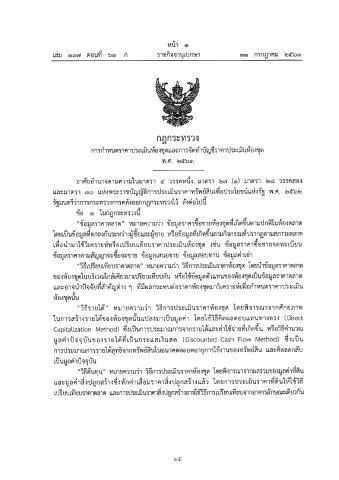 หน้า ๑
เล่ม ๑๓๗ ตอนที่ ๖๑ ก ราชกิจจานุเบกษา ๓๑ กรกฎาคม ๒๕๖๓
กฎกระทรวง
การกำหนดราคาประเมินห้องชุดและการจัดทำบัญชีราคาประเมินห้องชุด
พ.ศ. ๒๕๖๓
อาศัยอำนาจตามความในมาตรา ๕ วรรคหนึ่ง มาตรา ๒๘ (๑) มาตรา ๒๘ วรรคสอง
และมาตรา ๓๐ แห่งพระราชบัญญัติการประเมินราคาทรัพย์สินเพื่อประโยชน์แห่งรัฐ พ.ศ. ๒๕๖๒
รัฐมนตรีว่าการกระทรวงการคลังออกกฎกระทรวงไว้ ดังต่อไปนี้
ข้อ ๑ ในกฎกระทรวงนี้
“ข้อมูลราคาตลาด” หมายความว่า ข้อมูลราคาซื้อขายห้องชุดที่เกิดขึ้นตามปกติในท้องตลาด
โดยเป็นข้อมูลที่ตกลงกันระหว่างผู้ซื้อและผู้ขาย หรือข้อมูลที่เกิดขึ้นตามกิจกรรมที่ปรากฏตามสภาวะตลาด
เพื่อนำมาใช้วิเคราะห์หรือเปรียบเทียบราคาประเมินห้องชุด เช่น ข้อมูลราคาซื้อขายจดทะเบียน
ข้อมูลราคาตามสัญญาจะซื้อจะขาย ข้อมูลเสนอขาย ข้อมูลสอบถาม ข้อมูลค่าเช่า
“วิธีเปรียบเทียบราคาตลาด” หมายความว่า วิธีการประเมินราคาห้องชุด โดยนำข้อมูลราคาตลาด
ของห้องชุดในบริเวณใกล้เคียงมาเปรียบเทียบกัน หรือใช้ข้อมูลตัวแทนของห้องชุดเป็นข้อมูลราคาตลาด
และอาจนำปัจจัยที่สำคัญต่าง ๆ ที่มีผลกระทบต่อราคาห้องชุดมาวิเคราะห์เพื่อกำหนดราคาประเมิน
ห้องชุดนั้น
“วิธีรายได้” หมายความว่า วิธีการประเมินราคาห้องชุด โดยพิจารณาจากศักยภาพ
ในการสร้างรายได้ของห้องชุดนั้นแปลงมาเป็นมูลค่า โดยใช้วิธีคิดผลตอบแทนทางตรง (Direct
Capitalization Method) ซึ่งเป็นการประมาณการจากรายได้และค่าใช้จ่ายที่เกิดขึ้น หรือวิธีคำนวณ
มูลค่าปัจจุบันของรายได้ที่เป็นกระแสเงินสด (Discounted Cash Flow Method) ซึ่งเป็น
การประมาณการรายได้สุทธิจากทรัพย์สินในอนาคตตลอดอายุการใช้งานของทรัพย์สิน และคิดลดกลับ
เป็นมูลค่าปัจจุบัน
“วิธีต้นทุน” หมายความว่า วิธีการประเมินราคาห้องชุด โดยพิจารณาจากผลรวมของมูลค่าที่ดิน
และมูลค่าสิ่งปลูกสร้างซึ่งหักค่าเสื่อมราคาสิ่งปลูกสร้างแล้ว โดยการประเมินราคาที่ดินให้ใช้วิธี
เปรียบเทียบราคาตลาด และการประเมินราคาสิ่งปลูกสร้างอาจใช้วิธีการเปรียบเทียบจากอาคารลักษณะเดียวกัน
๑๕